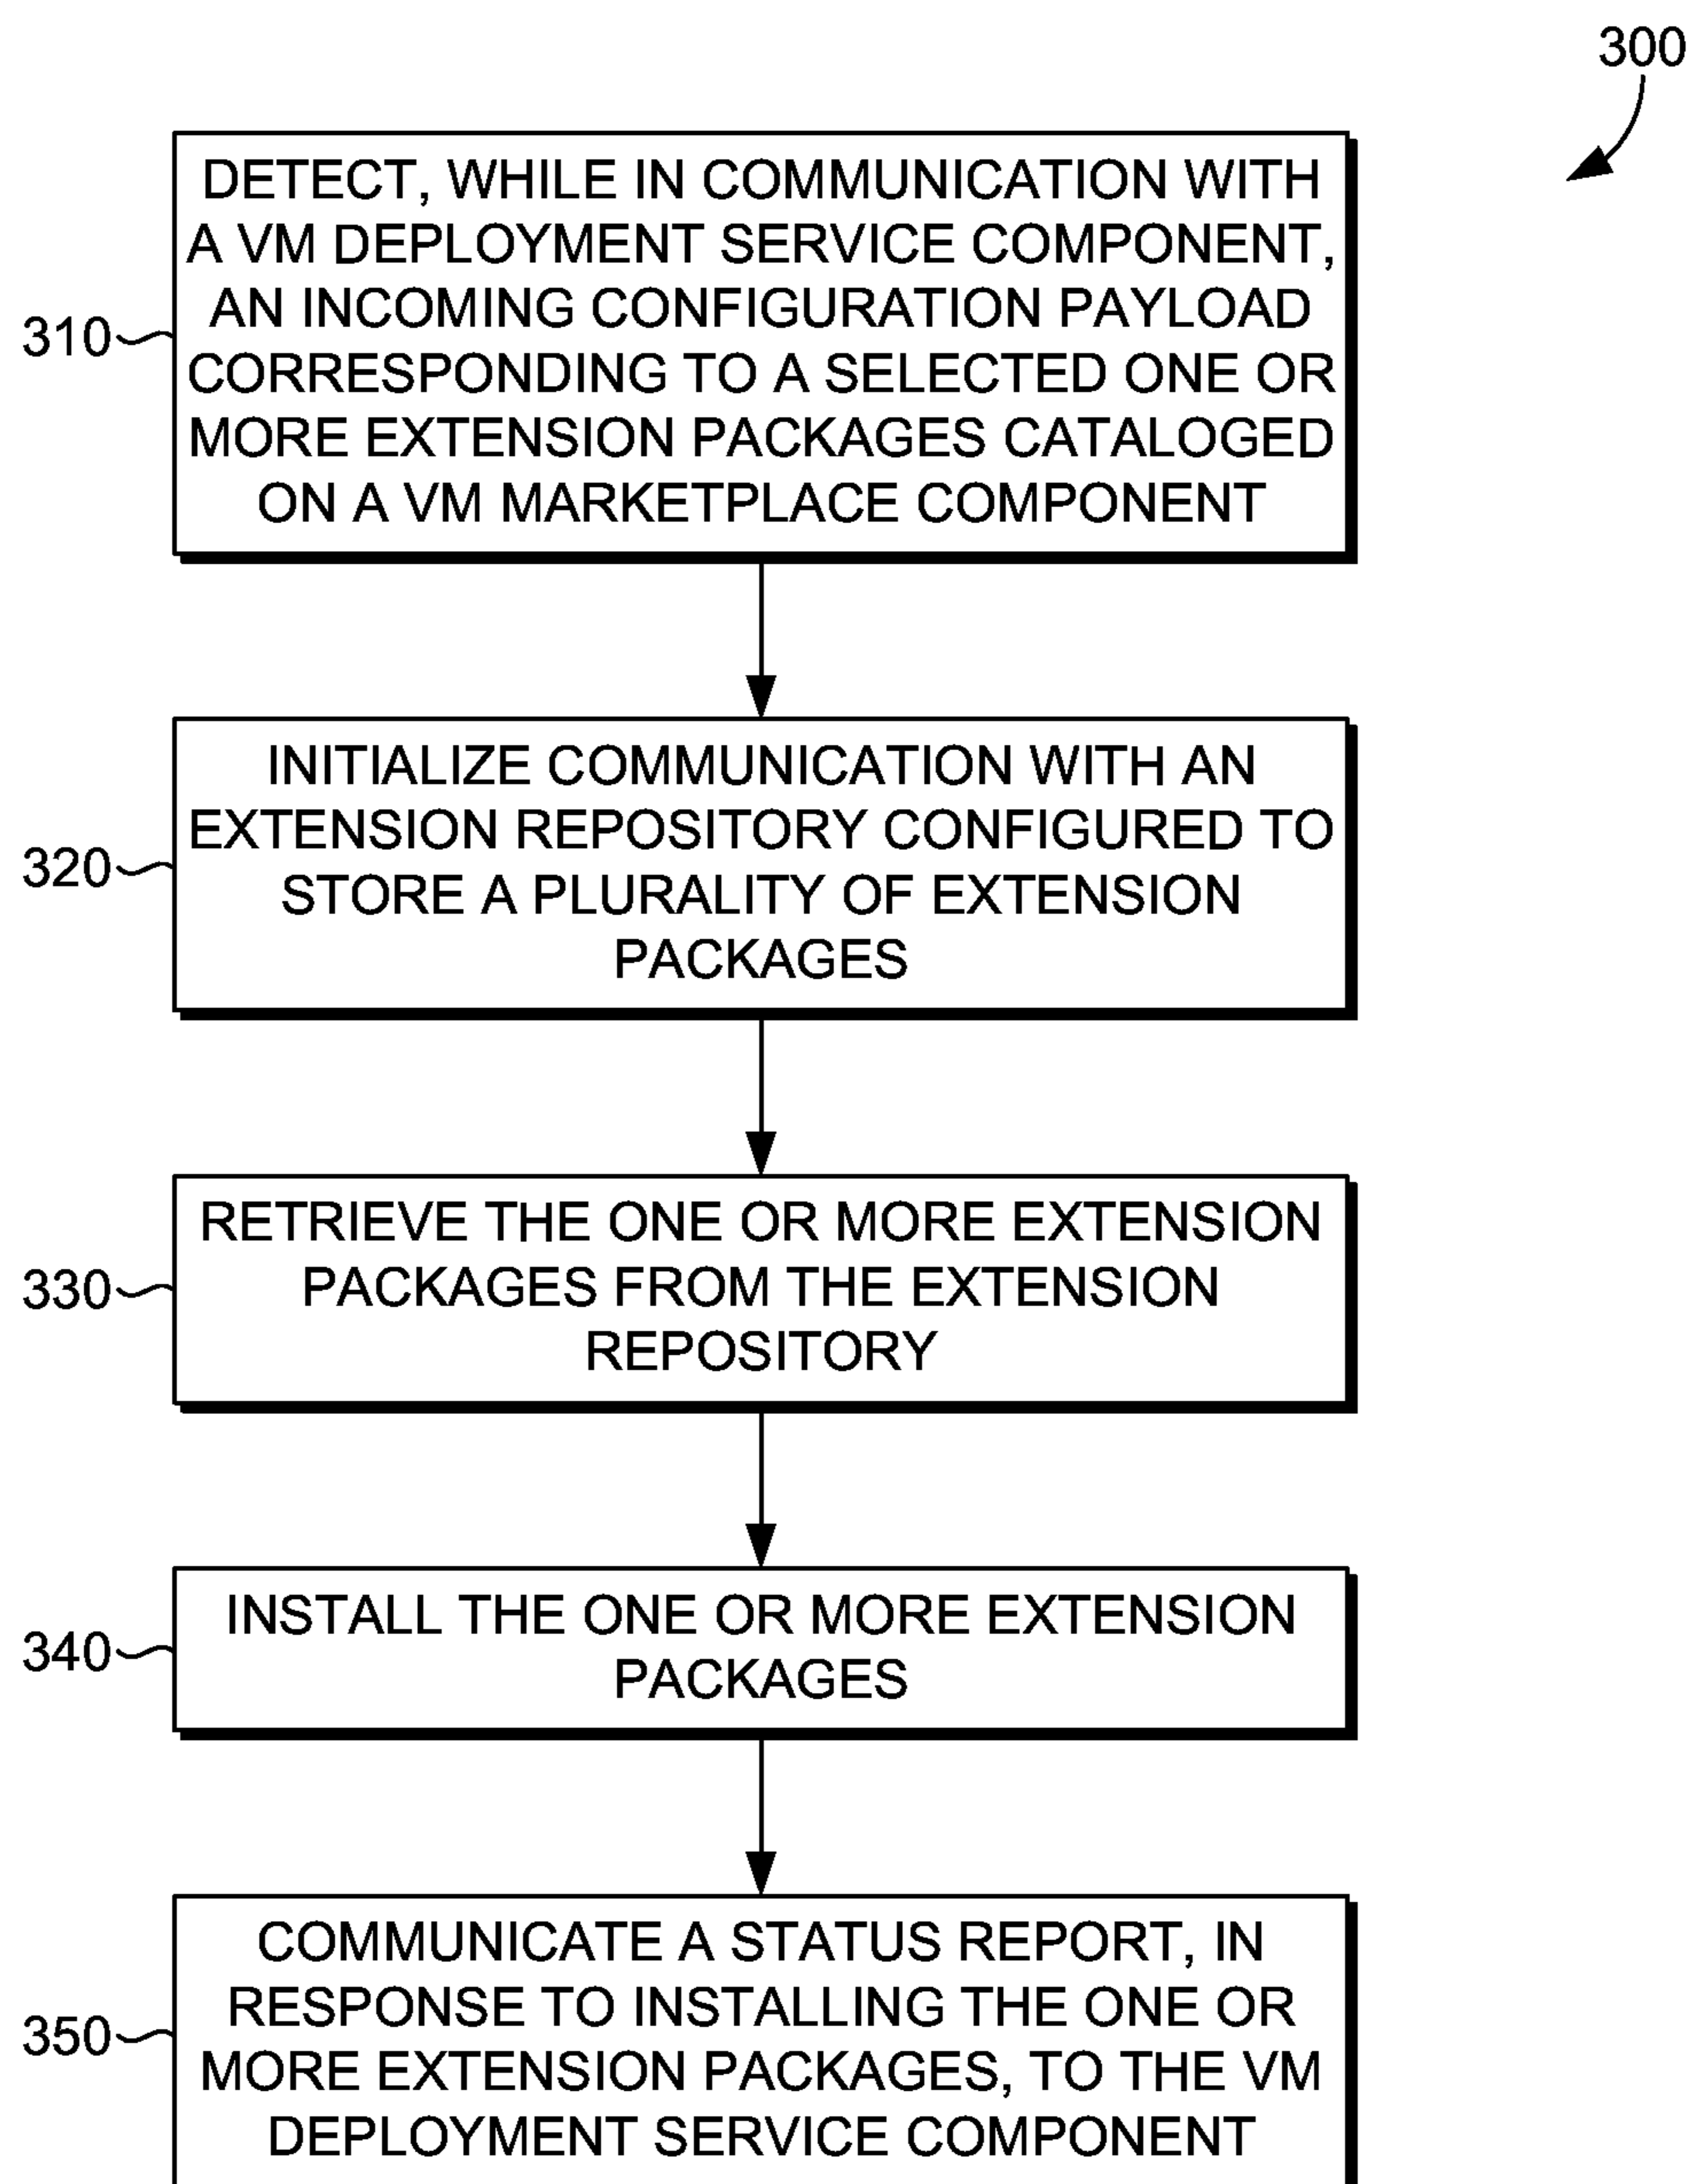 300
DETECT, WHILE IN COMMUNICATION WITH
A VM DEPLOYMENT SERVICE COMPONENT,
AN INCOMING CONFIGURATION PAYLOAD
CORRESPONDING TO A SELECTED ONE OR
MORE EXTENSION PACKAGES CATALOGED
ON A VM MARKETPLACE COMPONENT
310
INITIALIZE COMMUNICATION WITH AN
EXTENSION REPOSITORY CONFIGURED TO
STORE A PLURALITY OF EXTENSION
PACKAGES
320
RETRIEVE THE ONE OR MORE EXTENSION
PACKAGES FROM THE EXTENSION
REPOSITORY
330
INSTALL THE ONE OR MORE EXTENSION
PACKAGES
340
COMMUNICATE A STATUS REPORT, IN
RESPONSE TO INSTALLING THE ONE OR
MORE EXTENSION PACKAGES, TO THE VM
DEPLOYMENT SERVICE COMPONENT
350